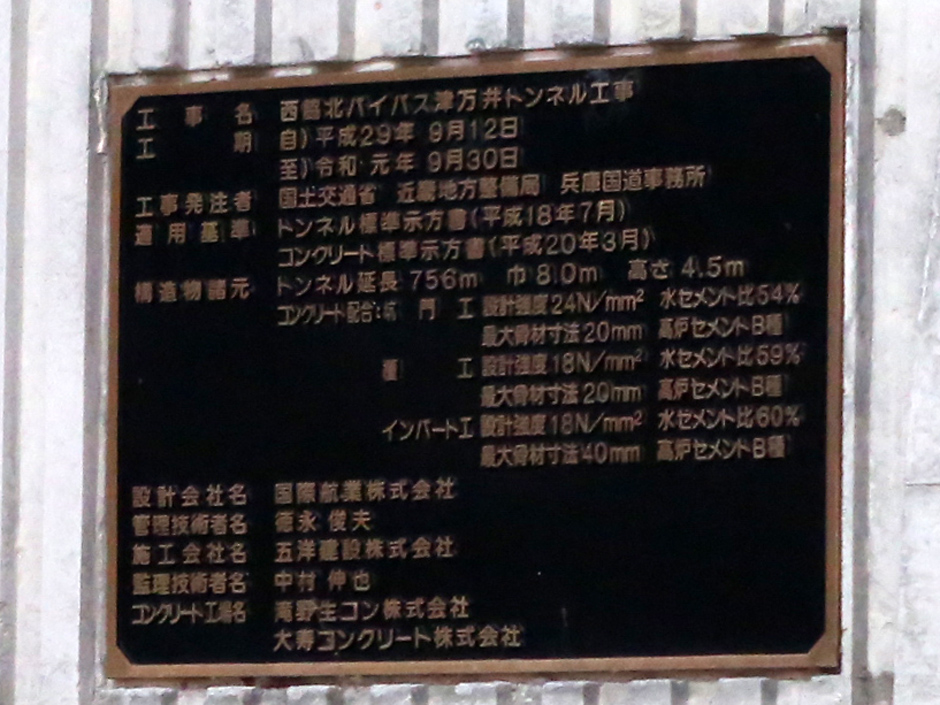 工事名 西脇北バイパス津万井トンネル工事
工期 自)平成29年 9月12日
至)令和 元年 9月30日
工事発注者 国土交通省 近畿地方整備局 兵庫国道事務所
適用基準 トンネル標準示方書(平成18年7月)
コンクリート標準示方書(平成20年3月)
構造物諸元 トンネル延長 756m 巾 8.0m 高さ 4.5m
コンクリート配合:坑 門 工 設計強度24N/mm² 水セメント比54%
最大骨材寸法20mm 高炉セメントB種
覆 工 設計強度18N/mm² 水セメント比59%
最大骨材寸法20mm 高炉セメントB種
インバート工 設計強度18N/mm² 水セメント比60%
最大骨材寸法40mm 高炉セメントB種
設計会社名 国際航業株式会社
管理技術者名 徳永 俊夫
施工会社名 五洋建設株式会社
監理技術者名 中村 伸也
コンクリート工場名 滝野生コン株式会社
大寿コンクリート株式会社